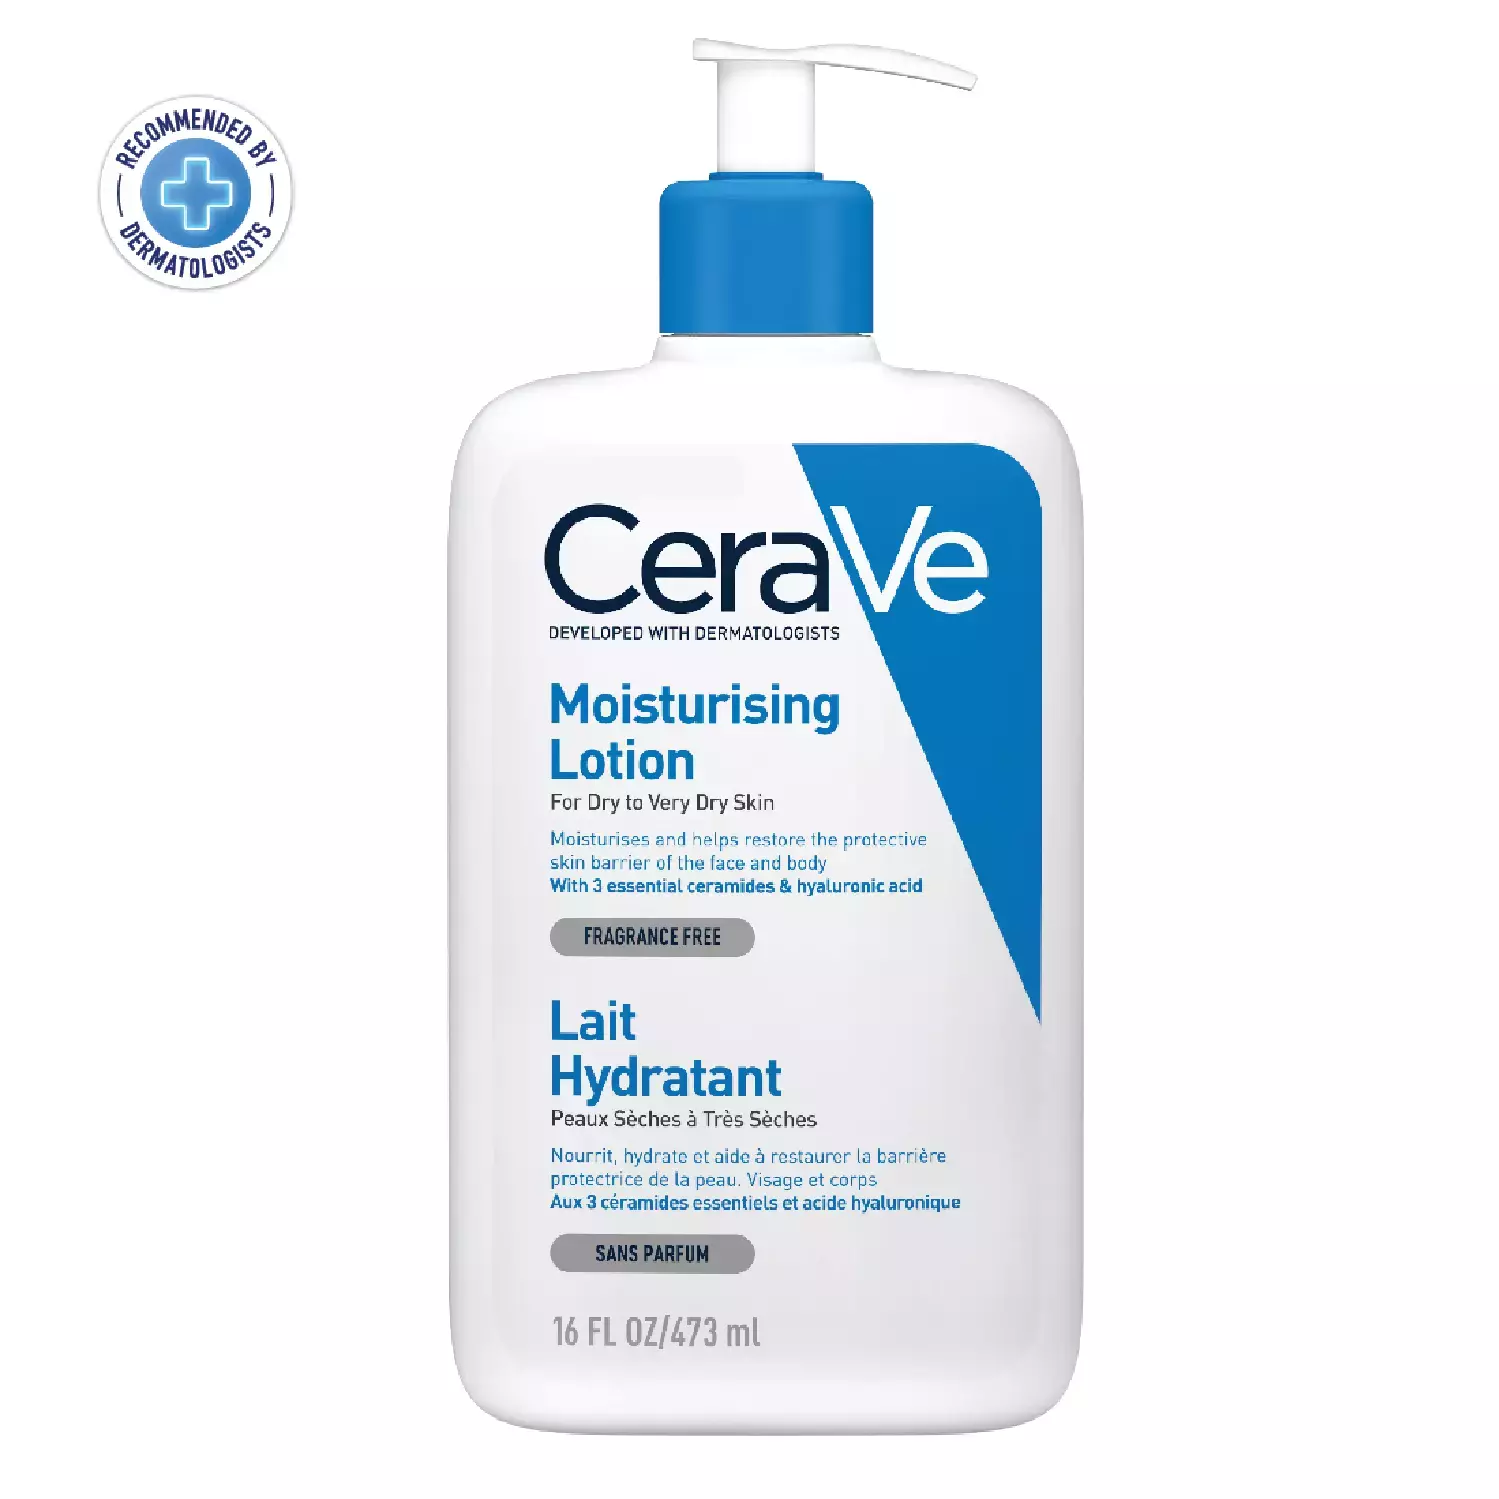 RECOMMENDED BY
DERMATOLOGISTS
CeraVe
DEVELOPED WITH DERMATOLOGISTS
Moisturising
Lotion
For Dry to Very Dry Skin
Moisturises and helps restore the protective
skin barrier of the face and body
With 3 essential ceramides & hyaluronic acid
FRAGRANCE FREE
Lait
Hydratant
Peaux Sèches à Très Sèches
Nourrit, hydrate et aide à restaurer la barrière
protectrice de la peau. Visage et corps
Aux 3 céramides essentiels et acide hyaluronique
SANS PARFUM
16 FL OZ/473 ml